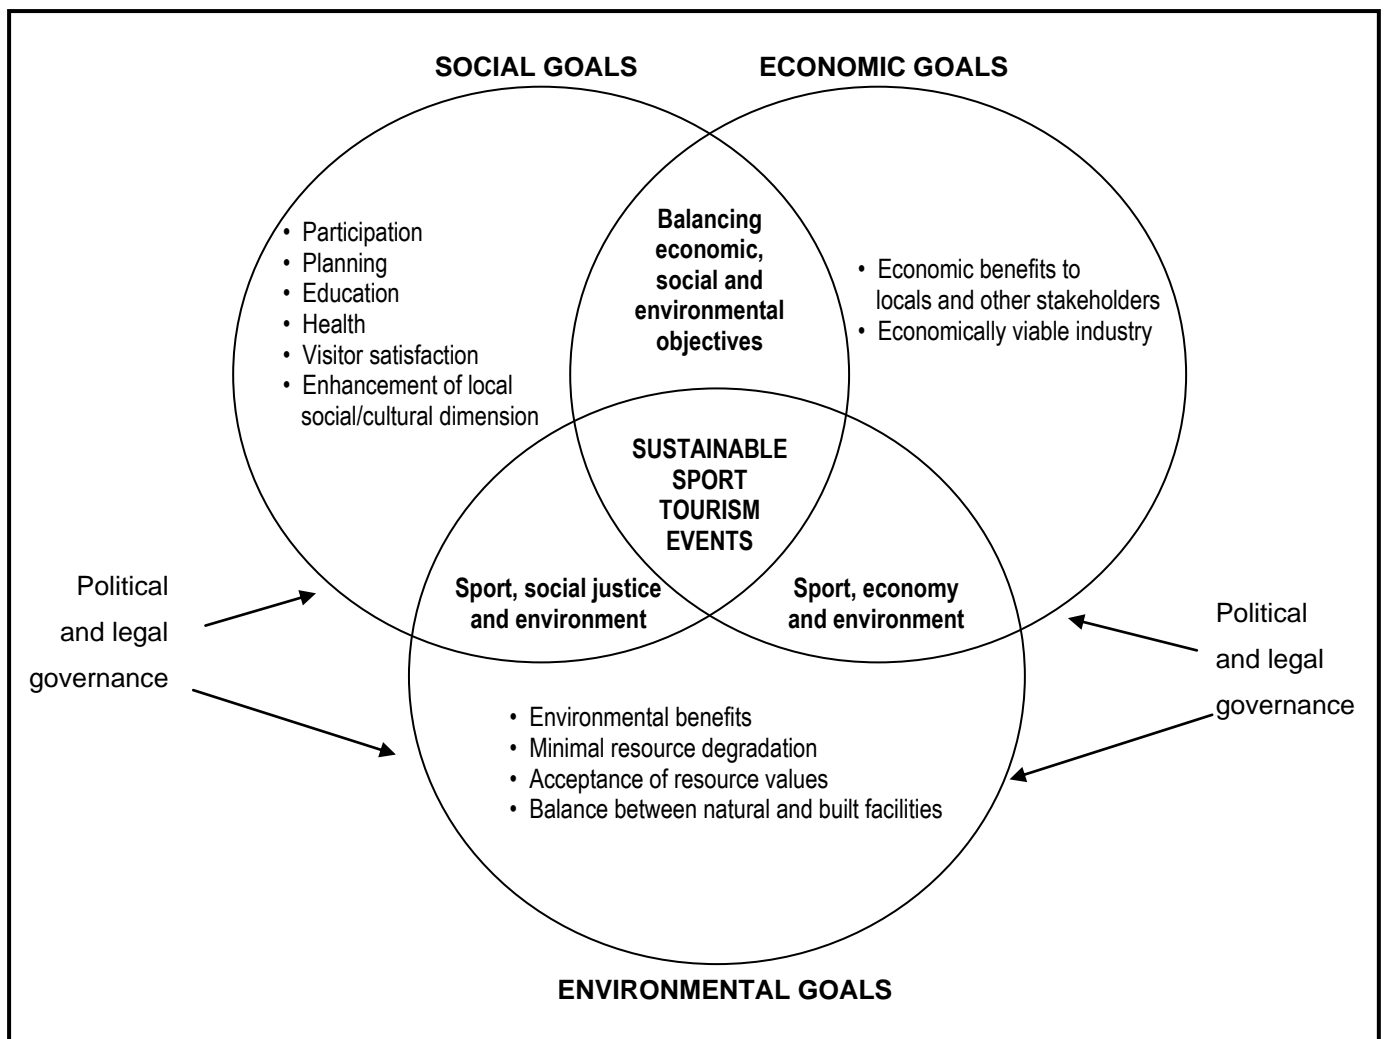 SOCIAL GOALS
ECONOMIC GOALS
• Participation
• Planning
• Education
• Health
• Visitor satisfaction
• Enhancement of local
social/cultural dimension
Balancing
economic,
social and
environmental
objectives
• Economic benefits to
locals and other stakeholders
• Economically viable industry
SUSTAINABLE
SPORT
TOURISM
EVENTS
Sport, social justice
and environment
Sport, economy
and environment
Political
and legal
governance
Political
and legal
governance
• Environmental benefits
• Minimal resource degradation
• Acceptance of resource values
• Balance between natural and built facilities
ENVIRONMENTAL GOALS